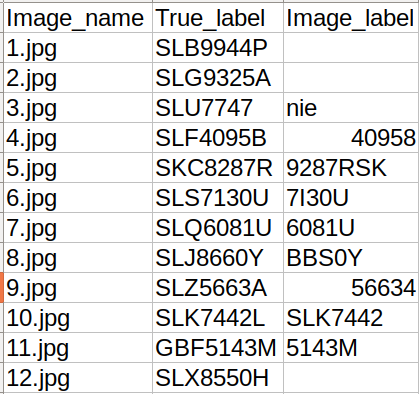 Image_name True_label Image_label
1.jpg SLB9944P
2.jpg SLG9325A
3.jpg SLU7747 nie
4.jpg SLF4095B 40958
5.jpg SKC8287R 9287RSK
6.jpg SLS7130U 7I30U
7.jpg SLQ6081U 6081U
8.jpg SLJ8660Y BBS0Y
9.jpg SLZ5663A 56634
10.jpg SLK7442L SLK7442
11.jpg GBF5143M 5143M
12.jpg SLX8550H